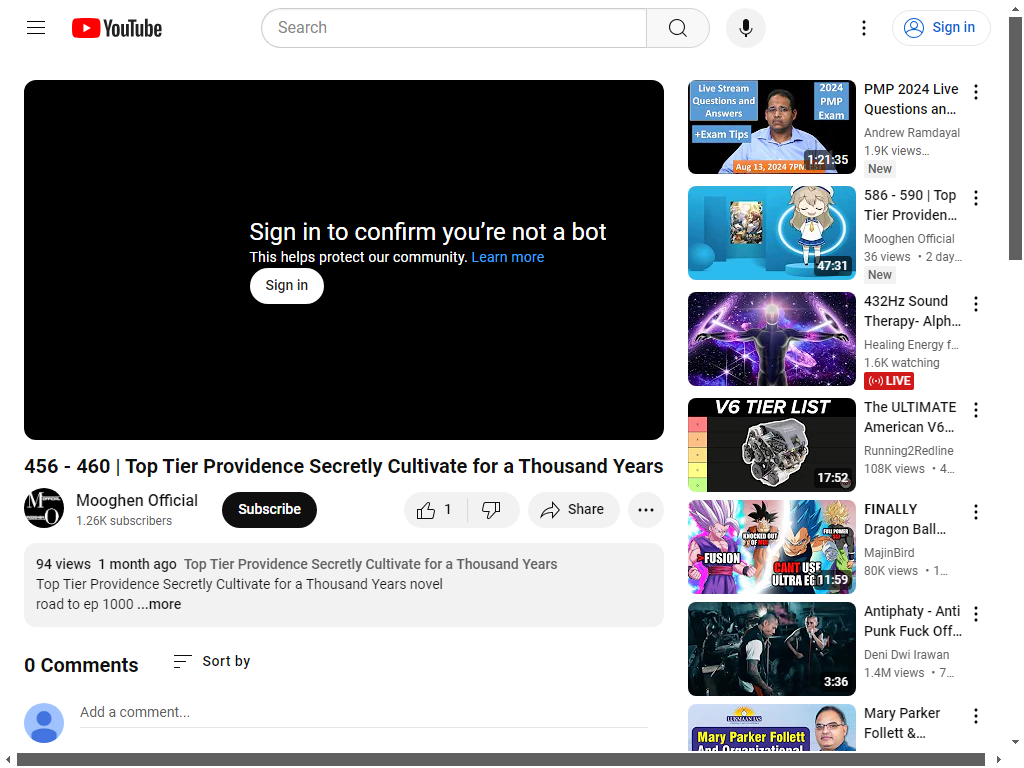 YouTube
Search
Sign in
Sign in to confirm you’re not a bot
This helps protect our community. Learn more
Sign in
456 - 460 | Top Tier Providence Secretly Cultivate for a Thousand Years
Mooghen Official
1.26K subscribers
Subscribe
1
Share
94 views 1 month ago Top Tier Providence Secretly Cultivate for a Thousand Years
Top Tier Providence Secretly Cultivate for a Thousand Years novel
road to ep 1000 ...more
0 Comments
Sort by
Add a comment...
Live Stream
Questions and
Answers
+Exam Tips
2024
PMP
Exam
Aug 13, 2024 7PM
1:21:35
PMP 2024 Live
Questions an...
Andrew Ramdayal
1.9K views...
New
47:31
586 - 590 | Top
Tier Providen...
Mooghen Official
36 views • 2 day...
New
432Hz Sound
Therapy- Alph...
Healing Energy f...
1.6K watching
LIVE
V6 TIER LIST
17:52
The ULTIMATE
American V6...
Running2Redline
108K views • 4...
FUSION
KNOCKED OUT
CANT USE
ULTRA
FULL POWER
11:59
FINALLY
Dragon Ball...
MajinBird
80K views • 1...
3:36
Antiphaty - Anti
Punk Fuck Off...
Deni Dwi Irawan
1.4M views • 7...
Mary Parker Follett
And Organizational
Mary Parker
Follett &...